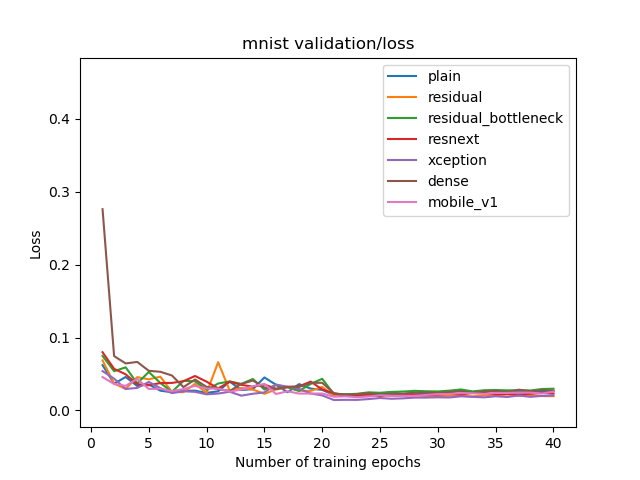 mnist validation/loss
plain
residual
residual_bottleneck
resnext
xception
dense
mobile_v1
Loss
0.4
0.3
0.2
0.1
0.0
0 5 10 15 20 25 30 35 40
Number of training epochs